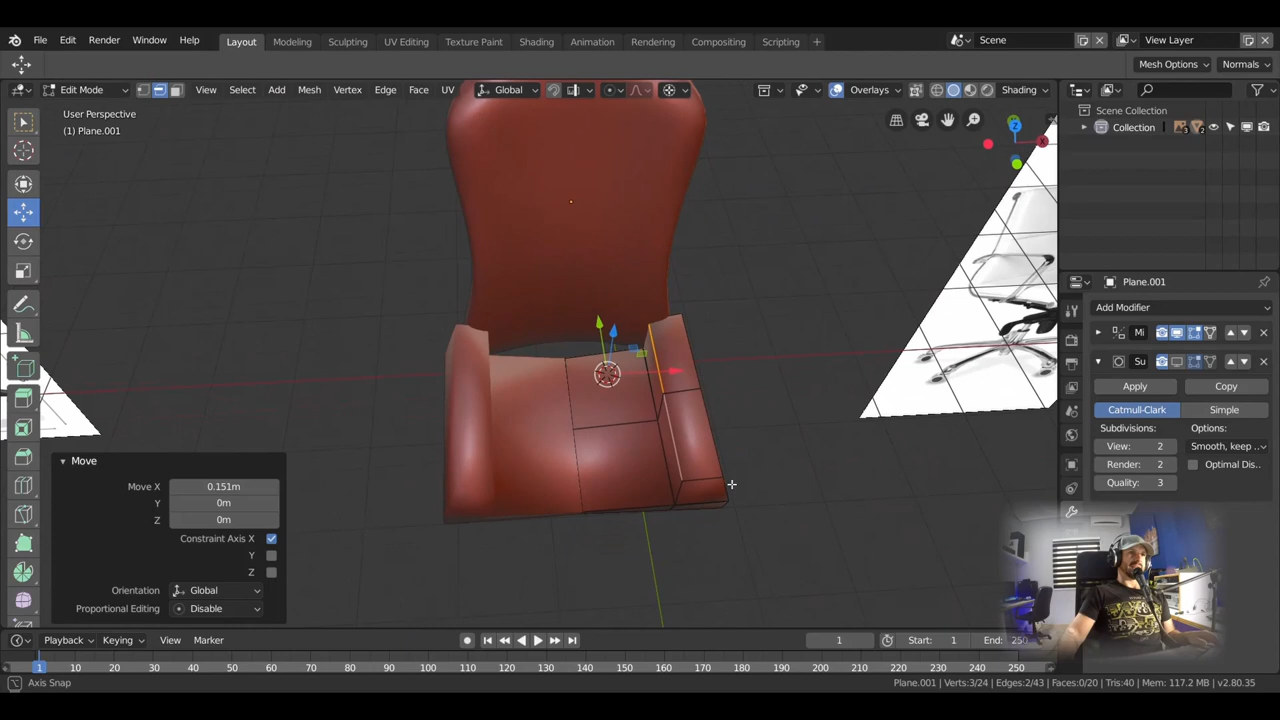 File Edit Render Window Help Layout Modeling Sculpting UV Editing Texture Paint Shading Animation Rendering Compositing Scripting + Scene View Layer
Mesh Options Normals
Edit Mode View Select Add Mesh Vertex Edge Face UV Global Overlays Shading
User Perspective
(1) Plane.001
Z
X
Scene Collection
Collection 3 2
Plane.001
Add Modifier
Mi
Su
Apply Copy
Catmull-Clark Simple
Subdivisions: Options:
View: 2 Smooth, keep ..
Render: 2 Optimal Dis..
Quality: 3
Move
Move X 0.151m
Y 0m
Z 0m
Constraint Axis X
Y
Z
Orientation Global
Proportional Editing Disable
Playback Keying View Marker 1 Start: 1 End: 250
1 10 20 30 40 50 60 70 80 90 100 110 120 130 140 150 160 170 180 190 200 210 220 230 240 250
Axis Snap Plane.001 | Verts:3/24 | Edges:2/43 | Faces:0/20 | Tris:40 | Mem: 117.2 MB | v2.80.35